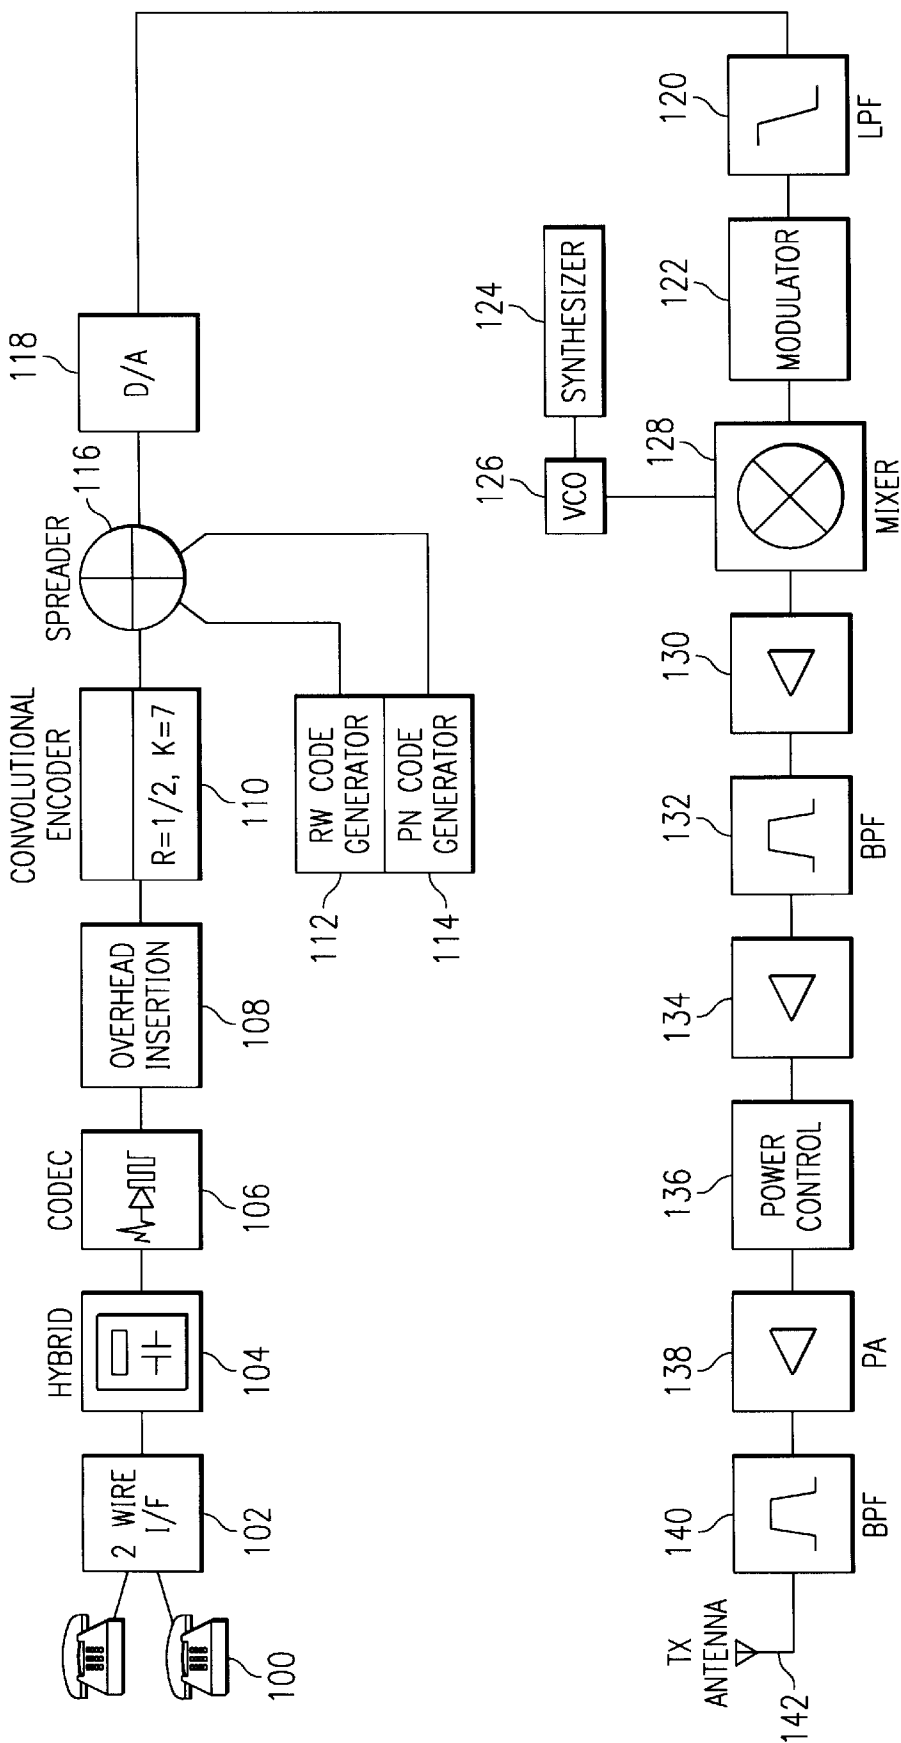 100
2 WIRE
I/F
102
HYBRID
104
CODEC
106
OVERHEAD
INSERTION
108
CONVOLUTIONAL
ENCODER
R=1/2, K=7
110
RW CODE
GENERATOR
112
PN CODE
GENERATOR
114
SPREADER
116
D/A
118
120
LPF
122
MODULATOR
124
SYNTHESIZER
126
VCO
128
MIXER
130
132
BPF
134
136
POWER
CONTROL
138
PA
140
BPF
TX
ANTENNA
142